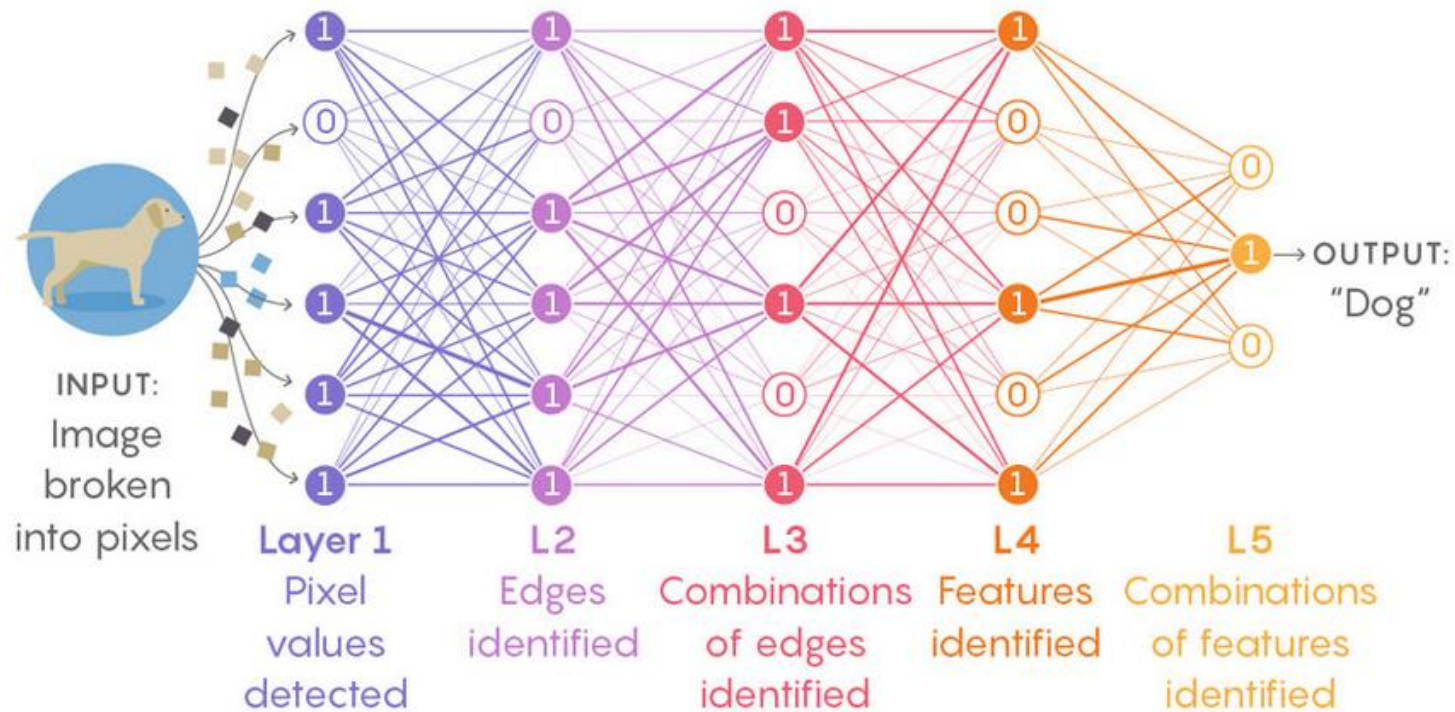 1 1 1 1
0 0 1 0
0
1 1 0 0
1
1 1 1 1
0
1 1 0 0
1 1 1 1
OUTPUT:
"Dog"
INPUT:
Image
broken
into pixels
Layer 1
Pixel
values
detected
L2
Edges
identified
L3
Combinations
of edges
identified
L4
Features
identified
L5
Combinations
of features
identified